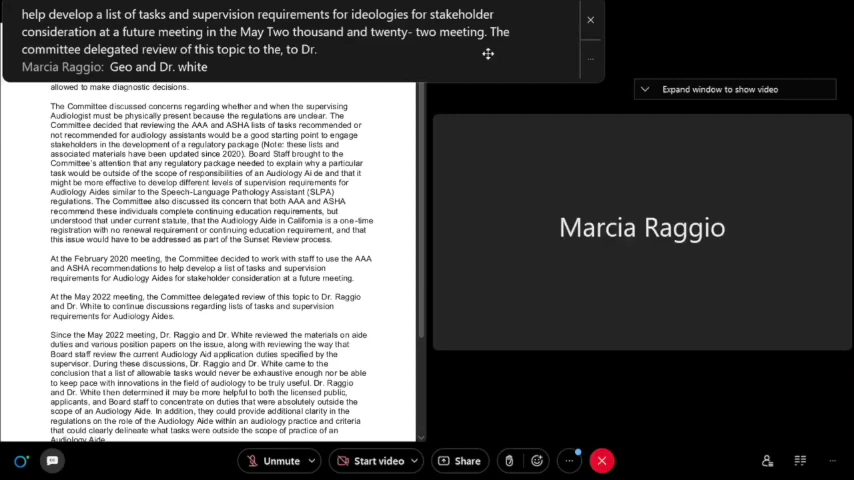 help develop a list of tasks and supervision requirements for ideologies for stakeholder
consideration at a future meeting in the May Two thousand and twenty- two meeting. The
committee delegated review of this topic to the, to Dr.
Marcia Raggio: Geo and Dr. white
Expand window to show video
allowed to make diagnostic decisions.
The Committee discussed concerns regarding whether and when the supervising
Audiologist must be physically present because the regulations are unclear. The
Committee decided that reviewing the AAA and ASHA lists of tasks recommended or
not recommended for audiology assistants would be a good starting point to engage
stakeholders in the development of a regulatory package (Note: these lists and
associated materials have been updated since 2020). Board Staff brought to the
Committee's attention that any regulatory package needed to explain why a particular
task would be outside of the scope of responsibilities of an Audiology Aide and that it
might be more effective to develop different levels of supervision requirements for
Audiology Aides similar to the Speech-Language Pathology Assistant (SLPA)
regulations. The Committee also discussed its concern that both AAA and ASHA
recommend these individuals complete continuing education requirements, but
understood that under current statute, that the Audiology Aide in California is a one-time
registration with no renewal requirement or continuing education requirement, and that
this issue would have to be addressed as part of the Sunset Review process.
At the February 2020 meeting, the Committee decided to work with staff to use the AAA
and ASHA recommendations to help develop a list of tasks and supervision
requirements for Audiology Aides for stakeholder consideration at a future meeting.
At the May 2022 meeting, the Committee delegated review of this topic to Dr. Raggio
and Dr. White to continue discussions regarding lists of tasks and supervision
requirements for Audiology Aides.
Since the May 2022 meeting, Dr. Raggio and Dr. White reviewed the materials on aide
duties and various position papers on the issue, along with reviewing the way that
Board staff review the current Audiology Aid application duties specified by the
supervisor. During these discussions, Dr. Raggio and Dr. White came to the
conclusion that a list of allowable tasks would never be exhaustive enough nor be able
to keep pace with innovations in the field of audiology to be truly useful. Dr. Raggio
and Dr. White then determined it may be more helpful to both the licensed public,
applicants, and Board staff to concentrate on duties that were absolutely outside the
scope of an Audiology Aide. In addition, they could provide additional clarity in the
regulations on the role of the Audiology Aide within an audiology practice and criteria
that could clearly delineate what tasks were outside the scope of practice of an
Audiology Aide.
Marcia Raggio
Unmute
Start video
Share